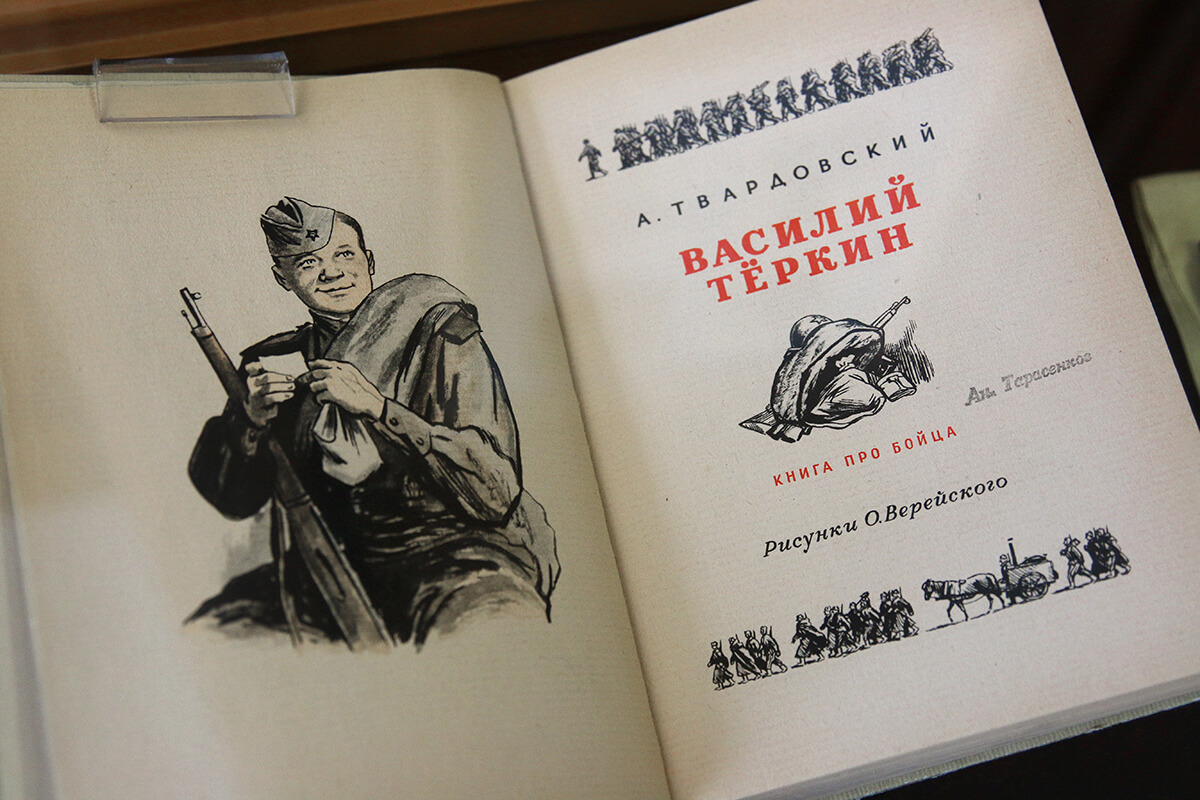 А. ТВАРДОВСКИЙ
ВАСИЛИЙ
ТЁРКИН
Ан. Тарасенков
КНИГА ПРО БОЙЦА
Рисунки О.Верейского